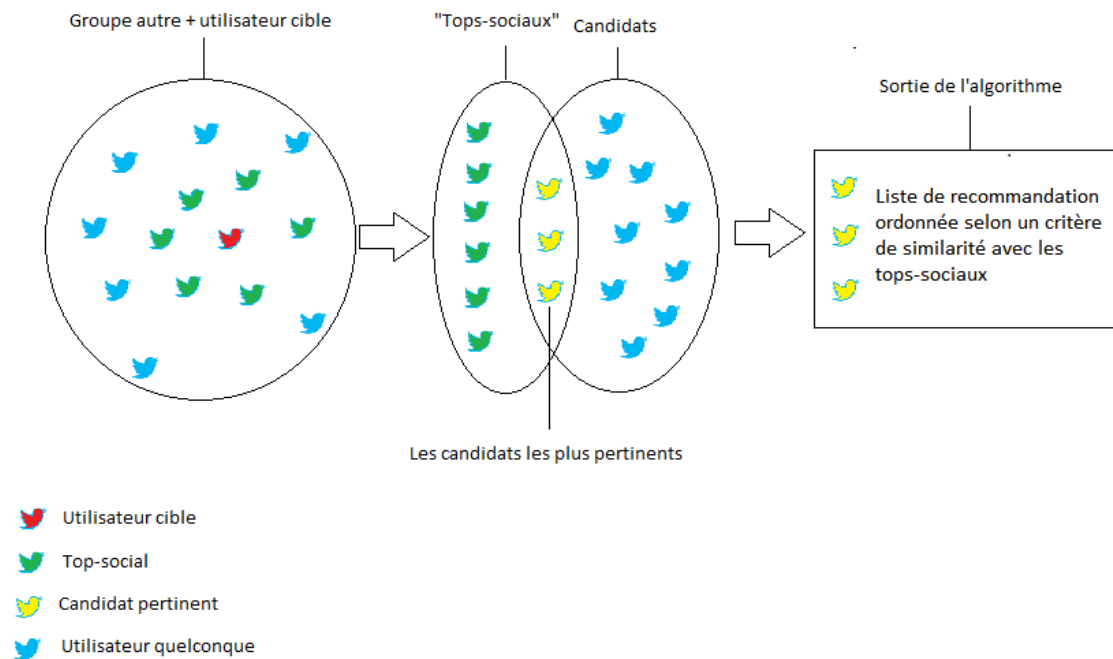 Groupe autre + utilisateur cible
"Tops-sociaux"
Candidats
Sortie de l'algorithme
Liste de recommandation
ordonnée selon un critère
de similarité avec les
tops-sociaux
Les candidats les plus pertinents
Utilisateur cible
Top-social
Candidat pertinent
Utilisateur quelconque